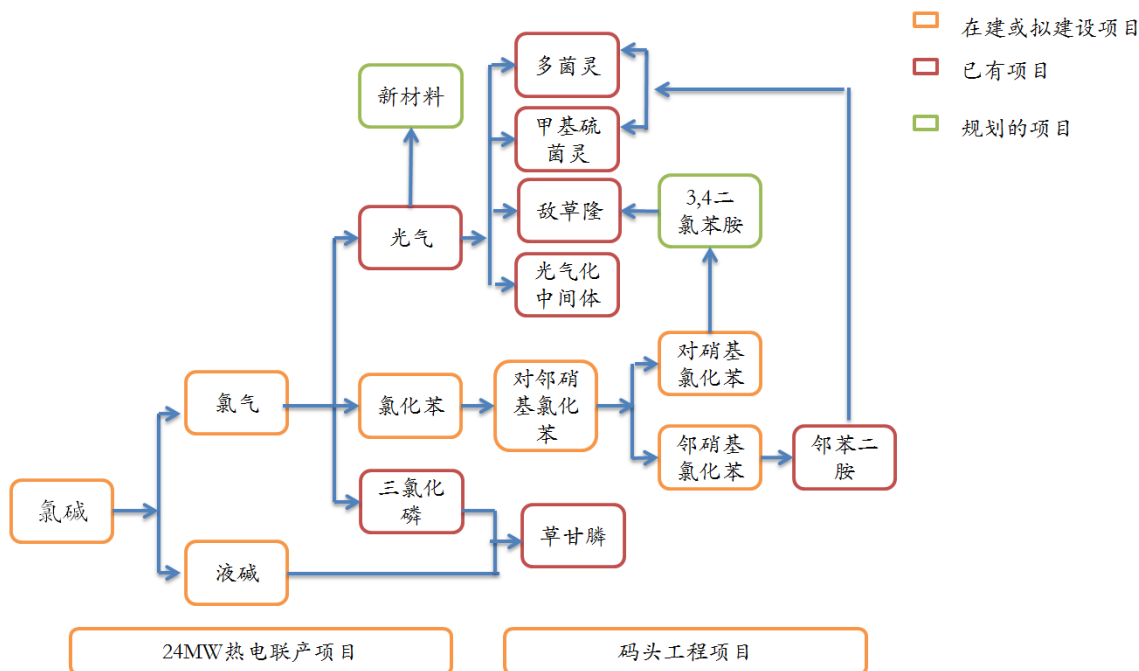 在建或拟建设项目
已有项目
规划的项目
多菌灵
新材料
甲基硫
菌灵
敌草隆
3,4二
氯苯胺
光气
光气化
中间体
对硝基
氯化苯
氯气
氯化苯
对邻硝
基氯化
苯
邻硝基
氯化苯
邻苯二
胺
氯碱
三氯化
磷
草甘膦
液碱
24MW热电联产项目
码头工程项目